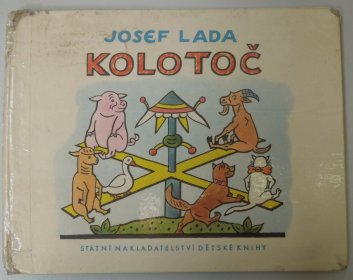 JOSEF LADA
KOLOTOČ
STÁTNÍ NAKLADATELSTVÍ DĚTSKÉ KNIHY